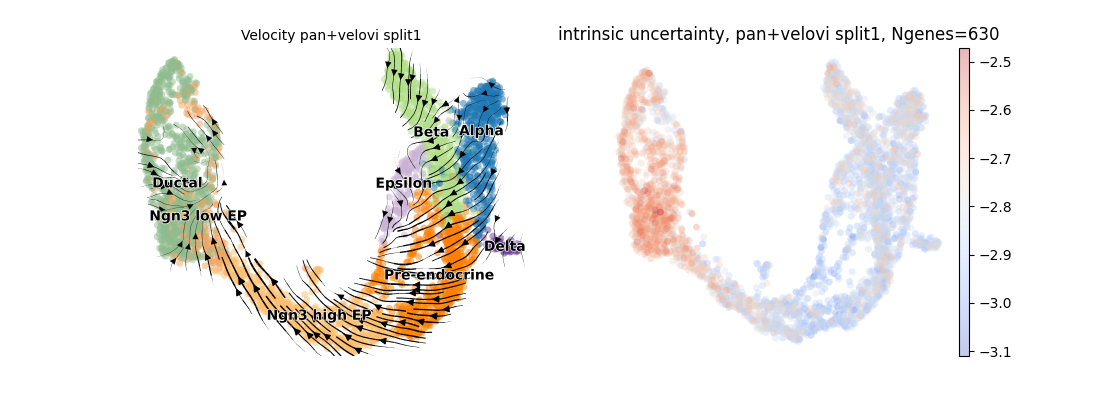 Velocity pan+velovi split1
Beta
Alpha
Ductal
Epsilon
Ngn3 low EP
Delta
Pre-endocrine
Ngn3 high EP
intrinsic uncertainty, pan+velovi split1, Ngenes=630
−2.5
−2.6
−2.7
−2.8
−2.9
−3.0
−3.1